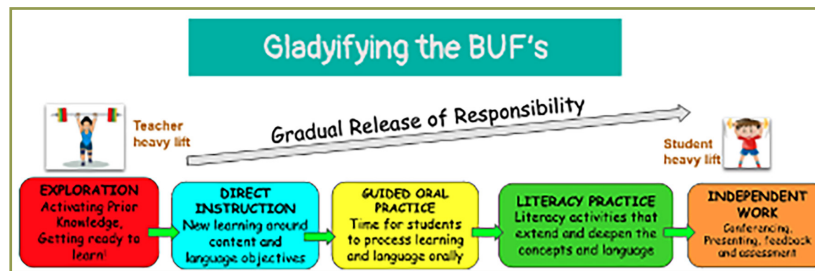 Gladyifying the BUF's
Teacher
heavy lift
Gradual Release of Responsibility
Student
heavy lift
EXPLORATION
Activating Prior
Knowledge,
Getting ready to
learn!
DIRECT
INSTRUCTION
New learning around
content and
language objectives
GUIDED ORAL
PRACTICE
Time for students
to process learning
and language orally
LITERACY PRACTICE
Literacy activities that
extend and deepen the
concepts and language
INDEPENDENT
WORK
Conferencing,
Presenting, feedback
and assessment